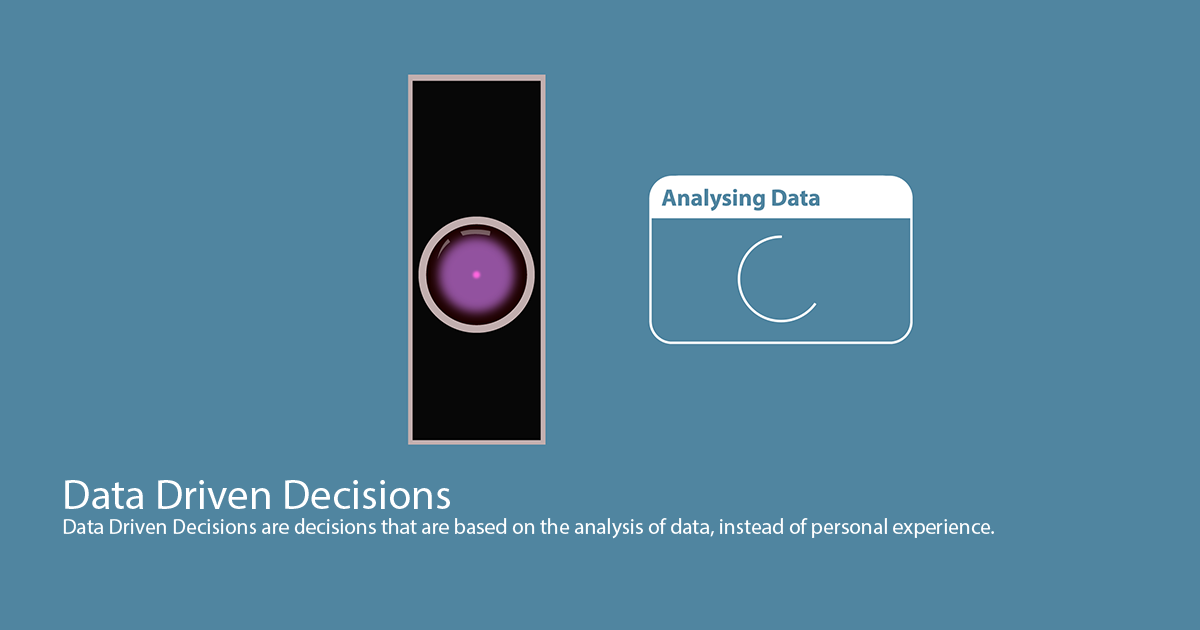 Analysing Data
Data Driven Decisions
Data Driven Decisions are decisions that are based on the analysis of data, instead of personal experience.